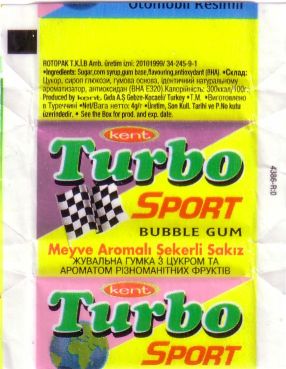 Otomobil Resimli
ROTOPAK T.K.İ.B Amb. üretim izni: 20101999/ 34-245-9-1
•Ingredients: Sugar,corn syrup,gum base,flavouring,antioxydant (BHA). •Склад:
Цукор, сироп глюкози, гумова основа, ідентичний натуральному
ароматизатор, антиоксидан (BHA E320).Калорійність: 300ккал/100г.
Produced by kent. Gıda A.Ş Gebze-Kocaeli/ Turkey •T.M. •Виготовлено
в Туреччині •Net/Вага нетто: 4gr •Üretim, Son Kull. Tarihi ve P.No kutu
üzerindedir. • See the Box for prod. and exp. date.
kent.
Turbo
SPORT
BUBBLE GUM
Meyve Aromalı Şekerli Sakız
ЖУВАЛЬНА ГУМКА З ЦУКРОМ ТА
АРОМАТОМ РІЗНОМАНІТНИХ ФРУКТІВ
4386-R:0
kent.
Turbo
SPORT